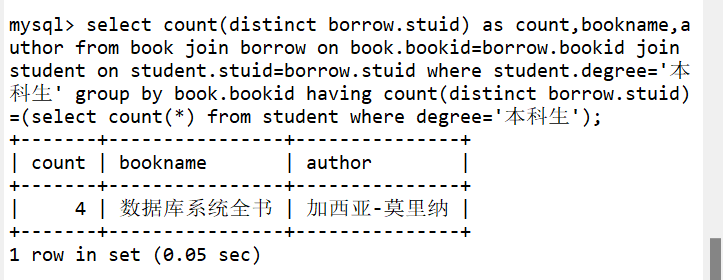 mysql> select count(distinct borrow.stuid) as count,bookname,a
uthor from book join borrow on book.bookid=borrow.bookid join
student on student.stuid=borrow.stuid where student.degree='本
科生' group by book.bookid having count(distinct borrow.stuid)
=(select count(*) from student where degree='本科生');
+-------+----------------+---------------+
| count | bookname       | author        |
+-------+----------------+---------------+
|     4 | 数据库系统全书 | 加西亚-莫里纳 |
+-------+----------------+---------------+
1 row in set (0.05 sec)